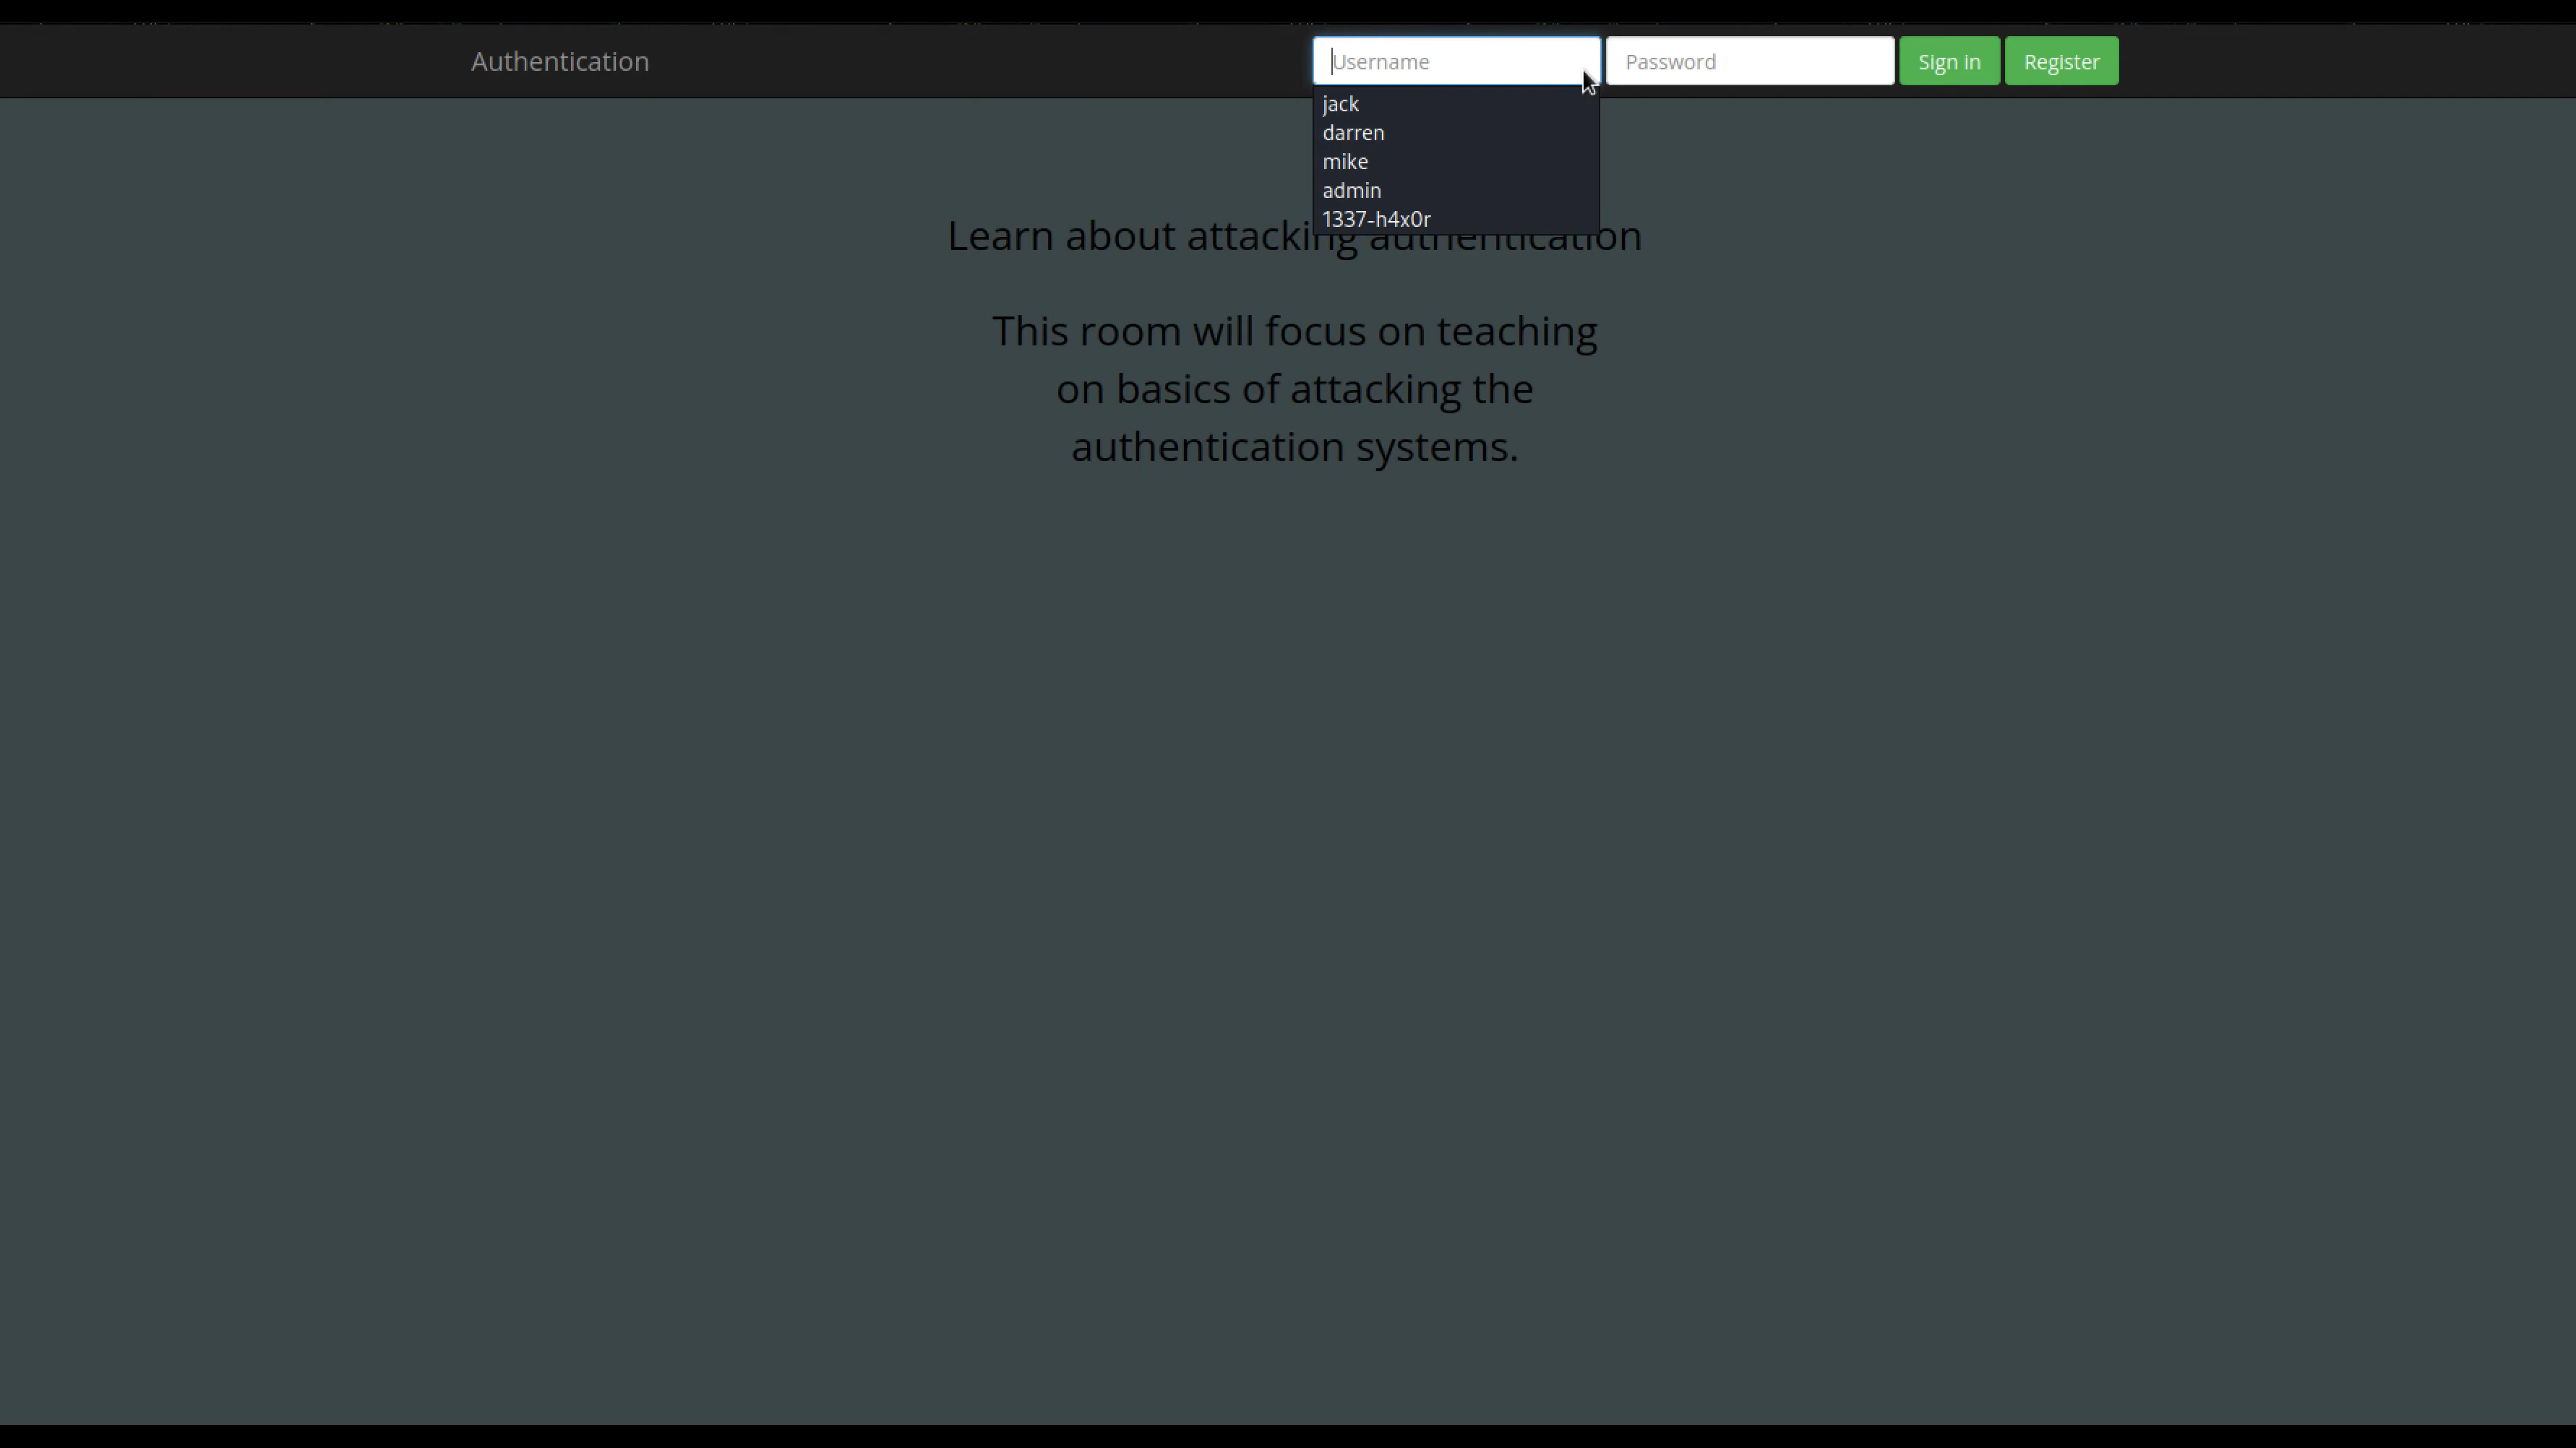 Authentication
Username
Password
Sign in
Register
jack
darren
mike
admin
1337-h4x0r
Learn about attacking authentication
This room will focus on teaching
on basics of attacking the
authentication systems.